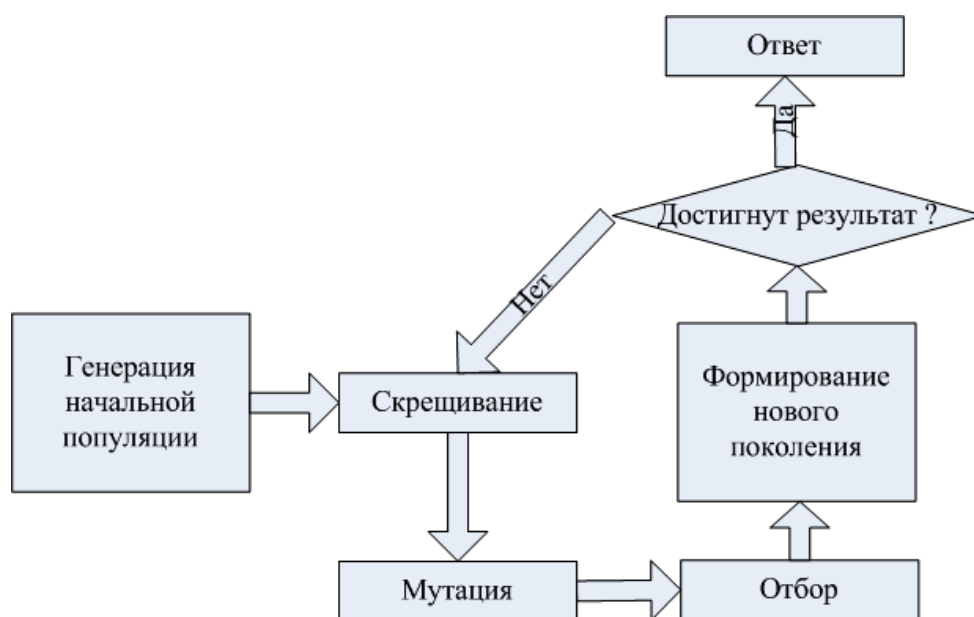 Ответ
Да
Достигнут результат ?
Нет
Генерация
начальной
популяции
Скрещивание
Формирование
нового
поколения
Мутация
Отбор